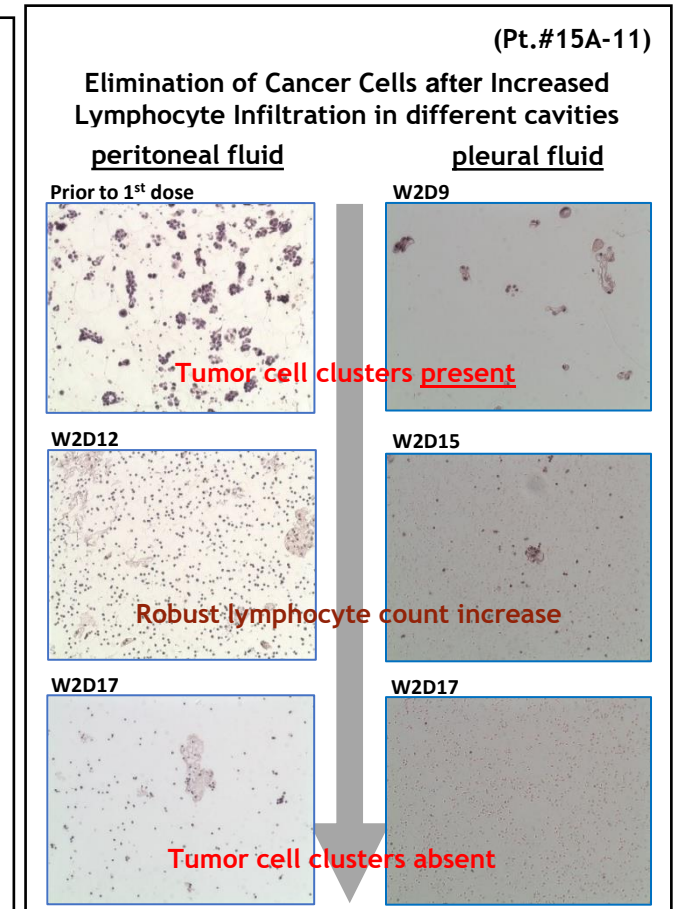 (Pt.#15A-11)
Elimination of Cancer Cells after Increased
Lymphocyte Infiltration in different cavities
peritoneal fluid
pleural fluid
Prior to 1st dose
W2D9
Tumor cell clusters present
W2D12
W2D15
Robust lymphocyte count increase
W2D17
W2D17
Tumor cell clusters absent